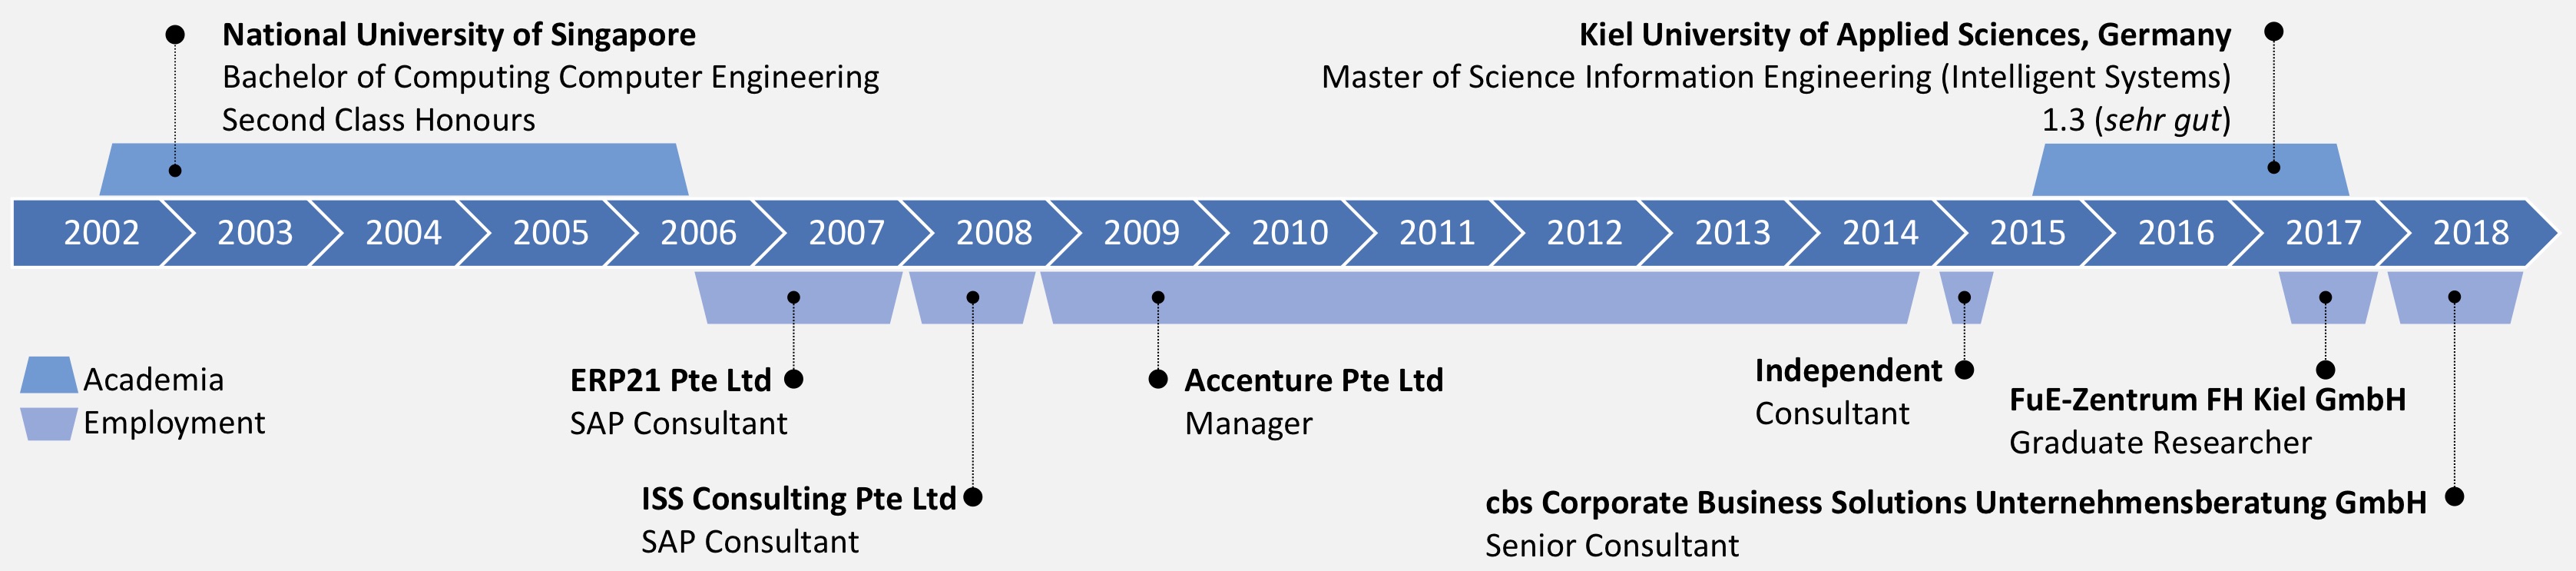 National University of Singapore
Bachelor of Computing Computer Engineering
Second Class Honours
Kiel University of Applied Sciences, Germany
Master of Science Information Engineering (Intelligent Systems)
1.3 (sehr gut)
2002 2003 2004 2005 2006 2007 2008 2009 2010 2011 2012 2013 2014 2015 2016 2017 2018
Academia
Employment
ERP21 Pte Ltd
SAP Consultant
ISS Consulting Pte Ltd
SAP Consultant
Accenture Pte Ltd
Manager
Independent
Consultant
FuE-Zentrum FH Kiel GmbH
Graduate Researcher
cbs Corporate Business Solutions Unternehmensberatung GmbH
Senior Consultant